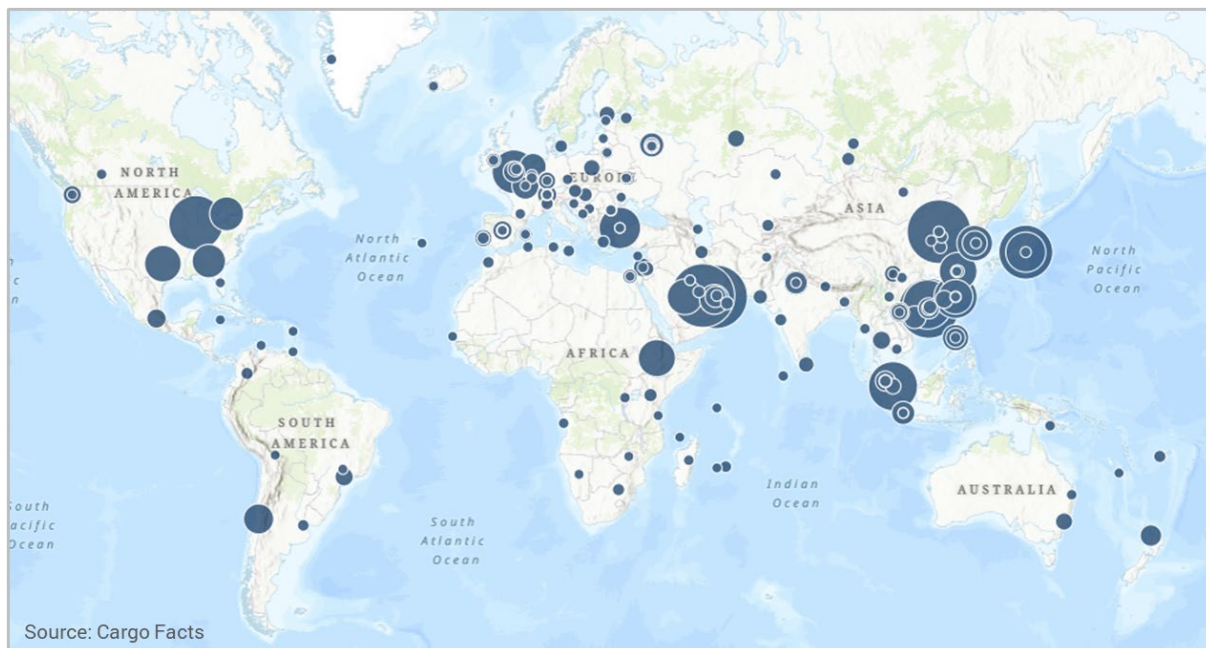 NORTH
AMERICA
EUROPE
ASIA
North
Atlantic
Ocean
North
Pacific
Ocean
AFRICA
SOUTH
AMERICA
Indian
Ocean
AUSTRALIA
South
Atlantic
Ocean
South
acific
Ocean
Source: Cargo Facts